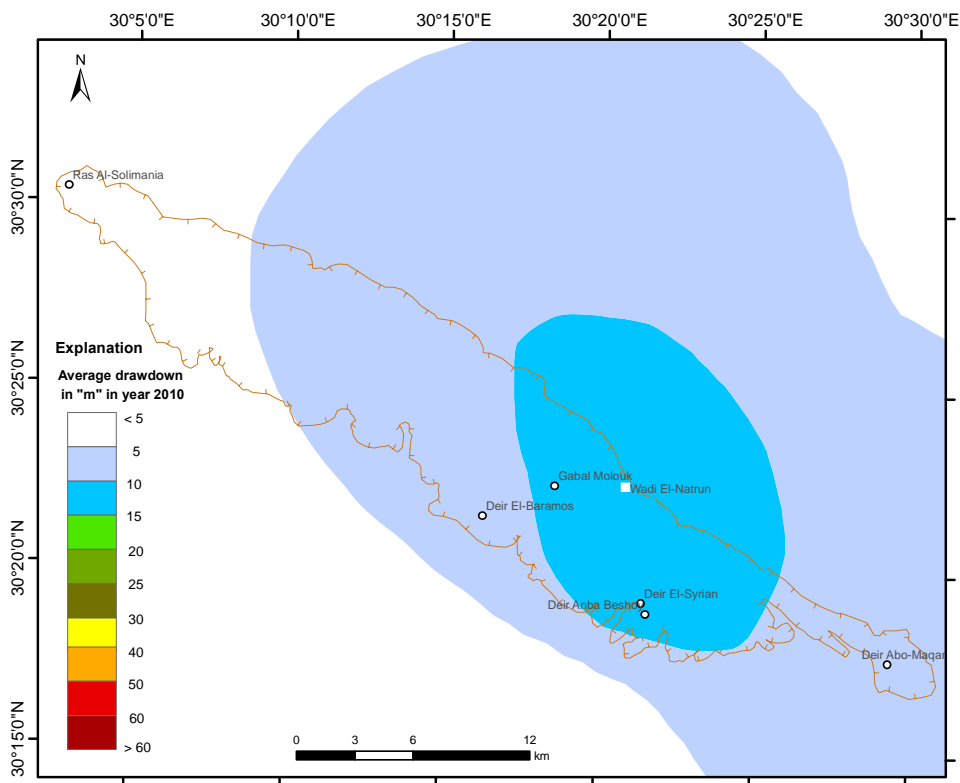 30°5'0"E 30°10'0"E 30°15'0"E 30°20'0"E 30°25'0"E 30°30'0"E
N
Ras Al-Solimania
30°30'0"N
30°25'0"N
30°20'0"N
30°15'0"N
Explanation
Average drawdown
in "m" in year 2010
< 5
5
10
15
20
25
30
40
50
60
> 60
Gabal Molouk
Wadi El-Natrun
Deir El-Baramos
Deir El-Syrian
Deir Anba Beshoy
Deir Abo-Maqar
0 3 6 12
km